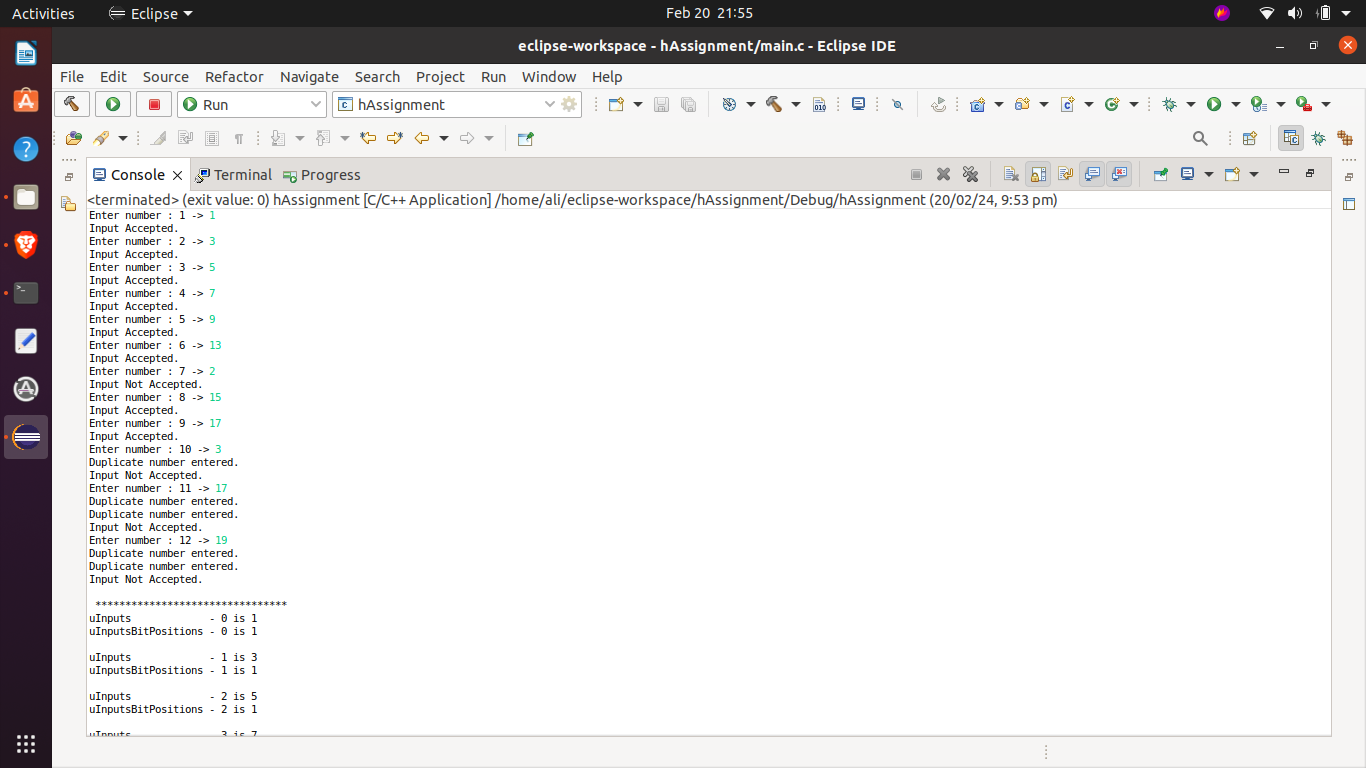 Activities
Eclipse
Feb 20 21:55
eclipse-workspace - hAssignment/main.c - Eclipse IDE
File Edit Source Refactor Navigate Search Project Run Window Help
Run
hAssignment
Console
Terminal
Progress
<terminated> (exit value: 0) hAssignment [C/C++ Application] /home/ali/eclipse-workspace/hAssignment/Debug/hAssignment (20/02/24, 9:53 pm)
Enter number : 1 -> 1
Input Accepted.
Enter number : 2 -> 3
Input Accepted.
Enter number : 3 -> 5
Input Accepted.
Enter number : 4 -> 7
Input Accepted.
Enter number : 5 -> 9
Input Accepted.
Enter number : 6 -> 13
Input Accepted.
Enter number : 7 -> 2
Input Not Accepted.
Enter number : 8 -> 15
Input Accepted.
Enter number : 9 -> 17
Input Accepted.
Enter number : 10 -> 3
Duplicate number entered.
Input Not Accepted.
Enter number : 11 -> 17
Duplicate number entered.
Duplicate number entered.
Input Not Accepted.
Enter number : 12 -> 19
Duplicate number entered.
Duplicate number entered.
Input Not Accepted.
********************************
uInputs - 0 is 1
uInputsBitPositions - 0 is 1
uInputs - 1 is 3
uInputsBitPositions - 1 is 1
uInputs - 2 is 5
uInputsBitPositions - 2 is 1
uInputs - 3 is 7